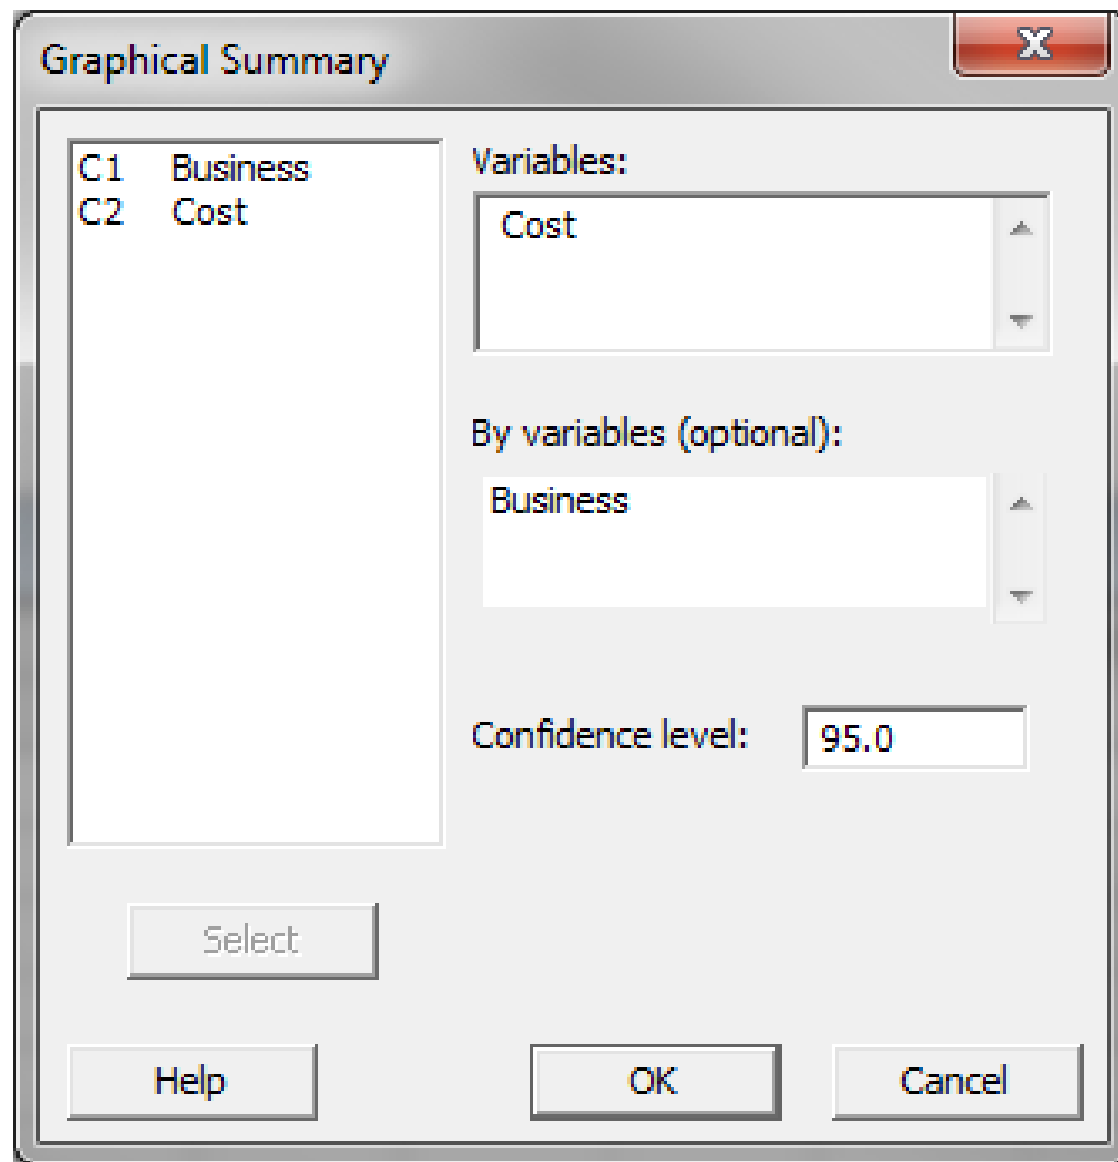 Graphical Summary
C1 Business
C2 Cost
Variables:
Cost
By variables (optional):
Business
Confidence level: 95.0
Select
Help OK Cancel